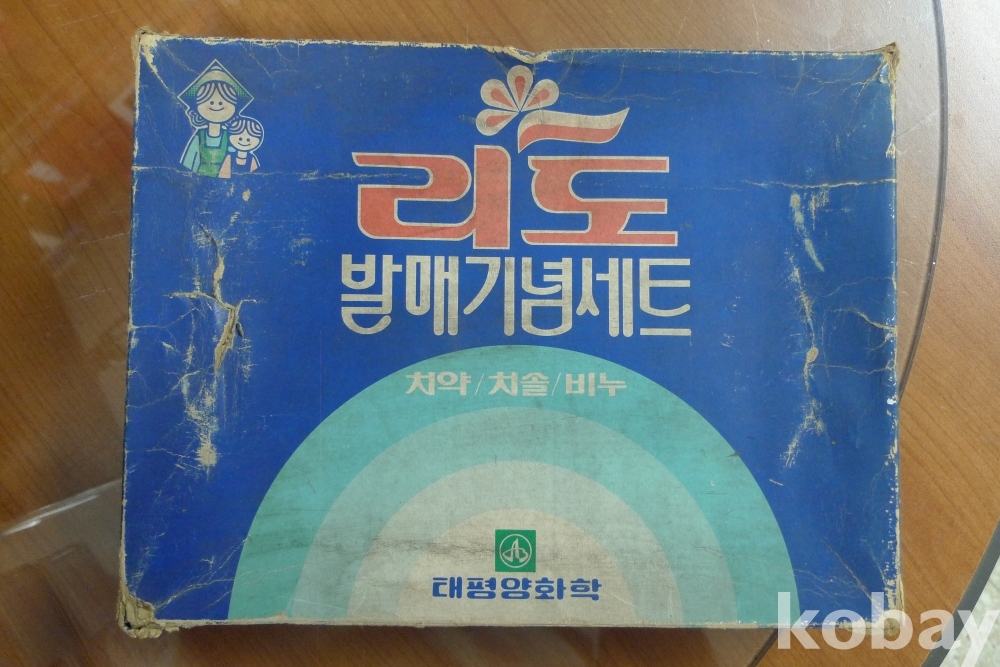 리도
발매기념세트
치약/치솔/비누
태평양화학
kobay